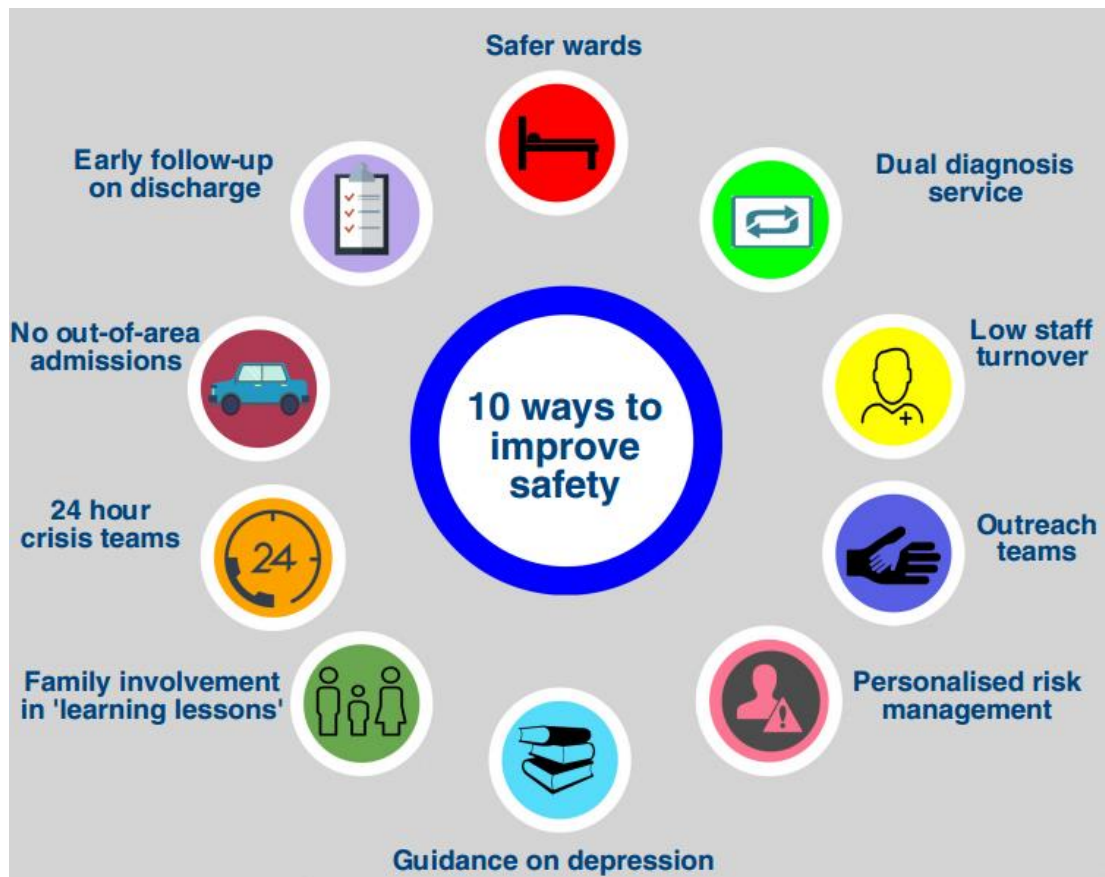 Safer wards
Early follow-up
on discharge
Dual diagnosis
service
No out-of-area
admissions
Low staff
turnover
10 ways to
improve
safety
24 hour
crisis teams
24
Outreach
teams
Family involvement
in 'learning lessons'
Personalised risk
management
!
Guidance on depression